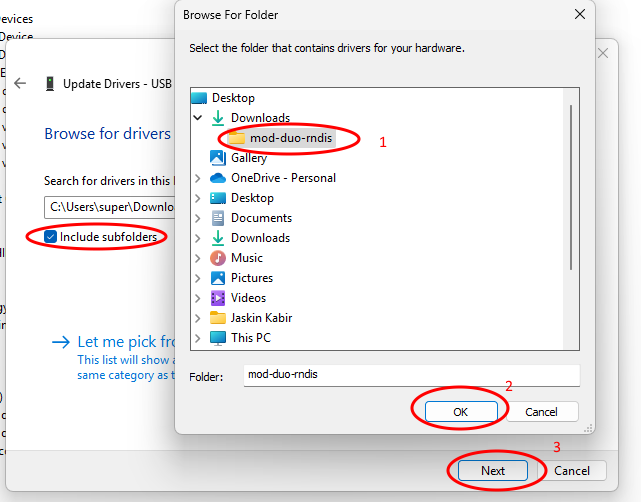 evices
Device
Update Drivers - USB
Browse for drivers
Search for drivers in this
C:\Users\super\Downloa
Include subfolders
Let me pick fro
This list will show a
same category as t
Next
Cancel
Browse For Folder
Select the folder that contains drivers for your hardware.
Desktop
Downloads
mod-duo-rndis
1
Gallery
OneDrive - Personal
Desktop
Documents
Downloads
Music
Pictures
Videos
Jaskin Kabir
This PC
Folder:
mod-duo-rndis
2
OK
Cancel
3